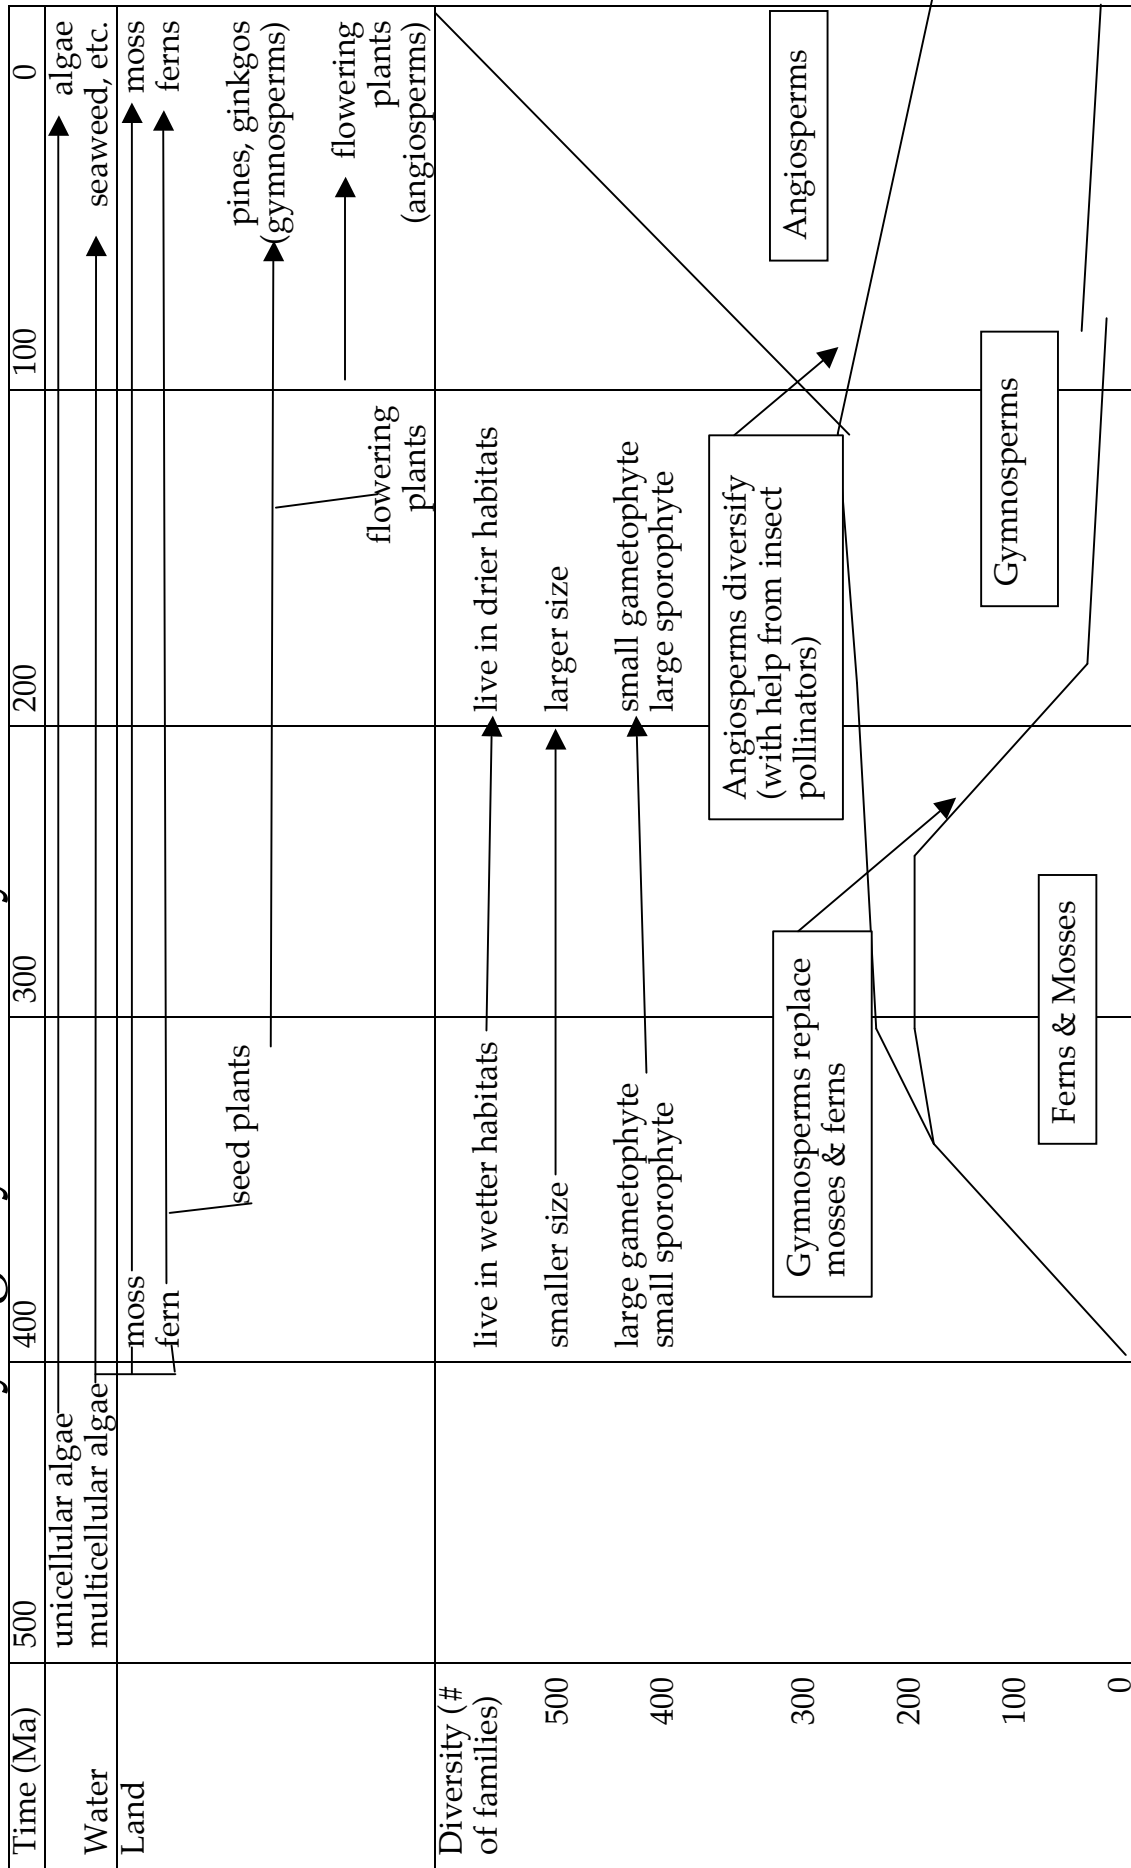 Time (Ma)
500
400
300
200
100
0
Water
unicellular algae
algae
multicellular algae
seaweed, etc.
Land
moss
moss
fern
ferns
seed plants
pines, ginkgos
(gymnosperms)
flowering
plants
flowering
plants
(angiosperms)
Diversity (#
of families)
500
400
300
200
100
0
live in wetter habitats
live in drier habitats
smaller size
larger size
large gametophyte
small sporophyte
small gametophyte
large sporophyte
Gymnosperms replace
mosses & ferns
Angiosperms diversify
(with help from insect
pollinators)
Angiosperms
Gymnosperms
Ferns & Mosses